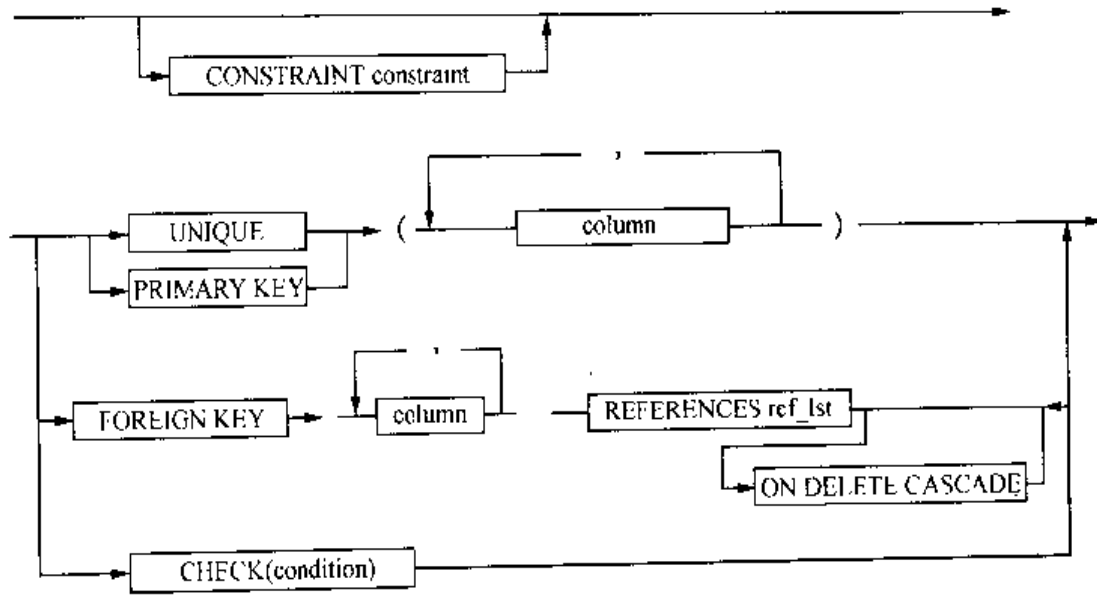 CONSTRAINT constraint
,
UNIQUE ( column )
PRIMARY KEY
,
FOREIGN KEY column REFERENCES ref_lst
ON DELETE CASCADE
CHECK(condition)